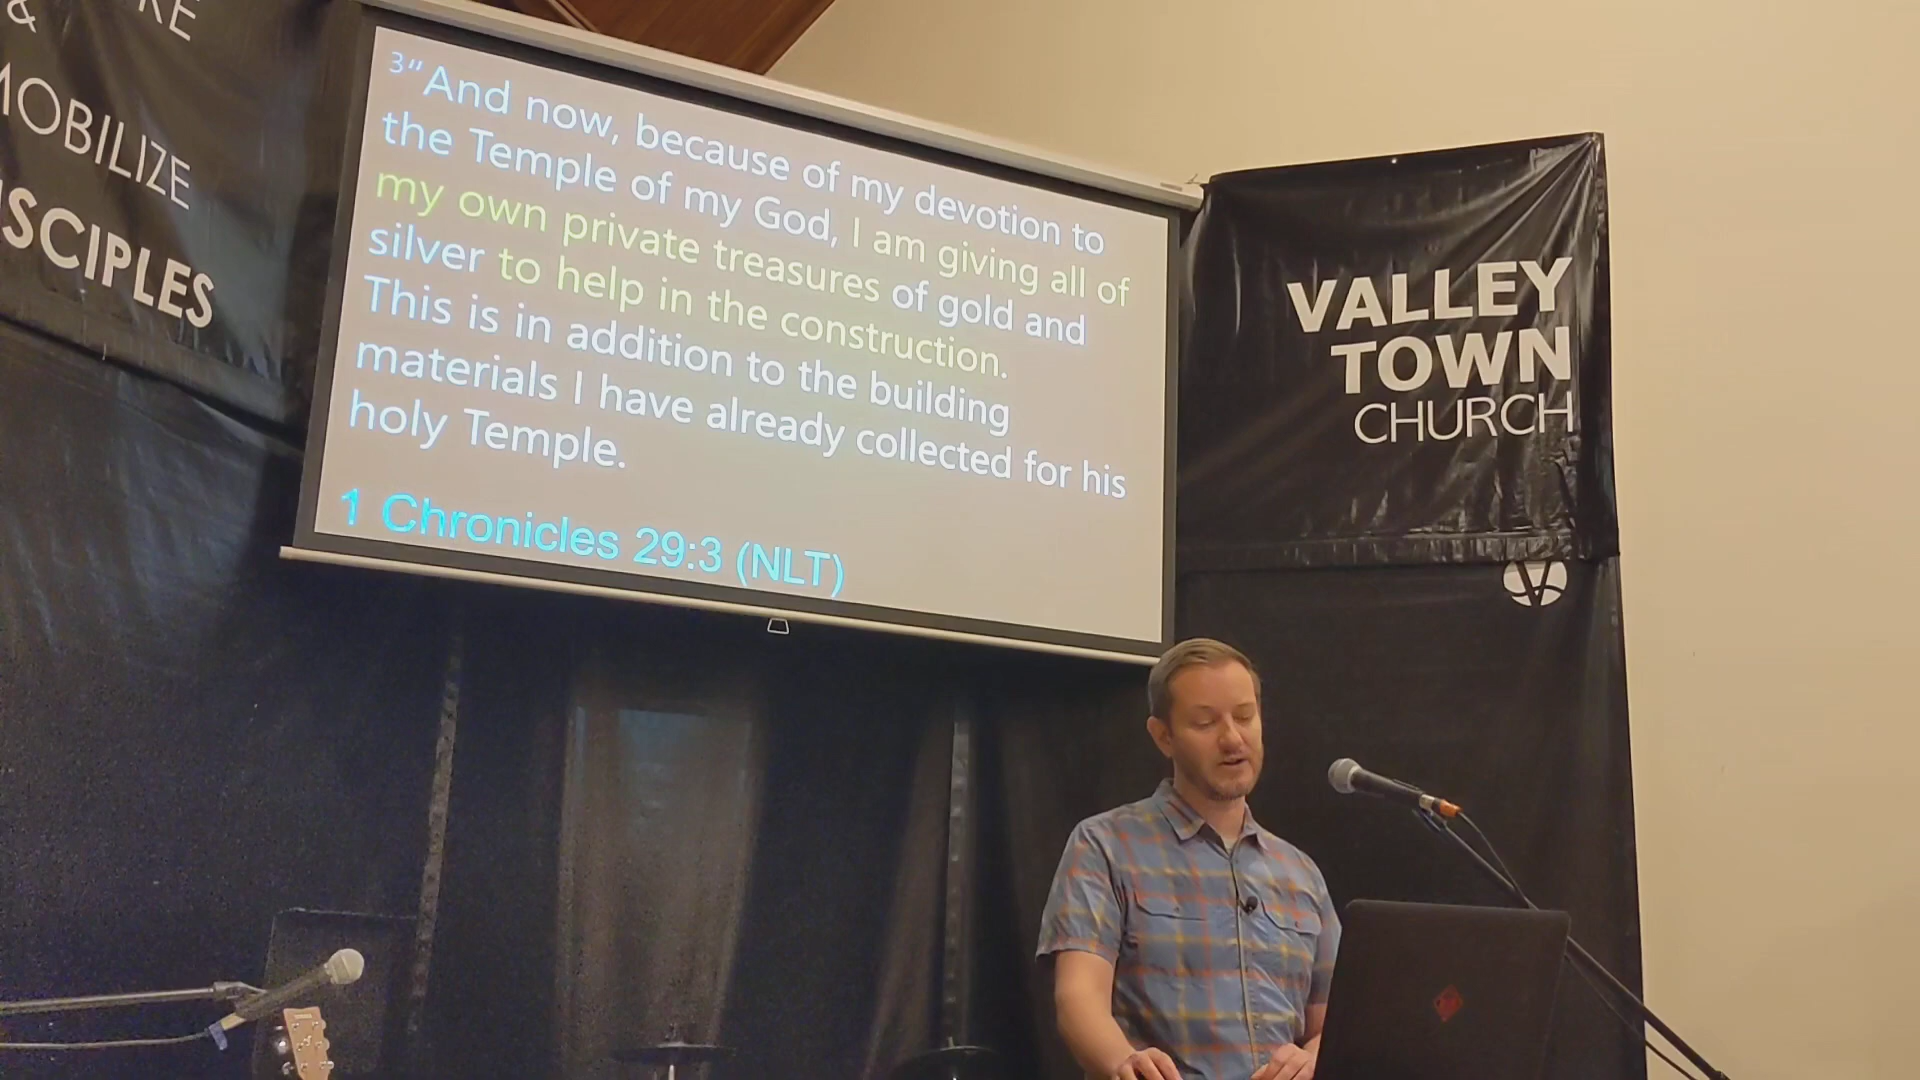 &
MOBILIZE
3"And now, because of my devotion to
the Temple of my God, I am giving all of
my own private treasures of gold and
silver to help in the construction.
This is in addition to the building
materials I have already collected for his
holy Temple.
1 Chronicles 29:3 (NLT)
VALLEY
TOWN
CHURCH